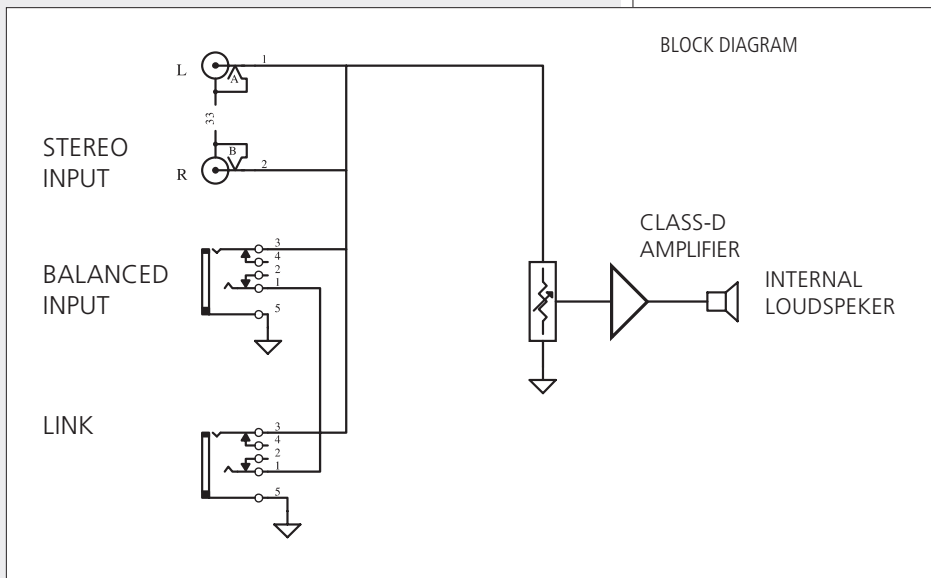 BLOCK DIAGRAM
L
1
A
33
STEREO
INPUT
B
R
2
BALANCED
INPUT
3
4
2
1
5
CLASS-D
AMPLIFIER
INTERNAL
LOUDSPEKER
LINK
3
4
2
1
5